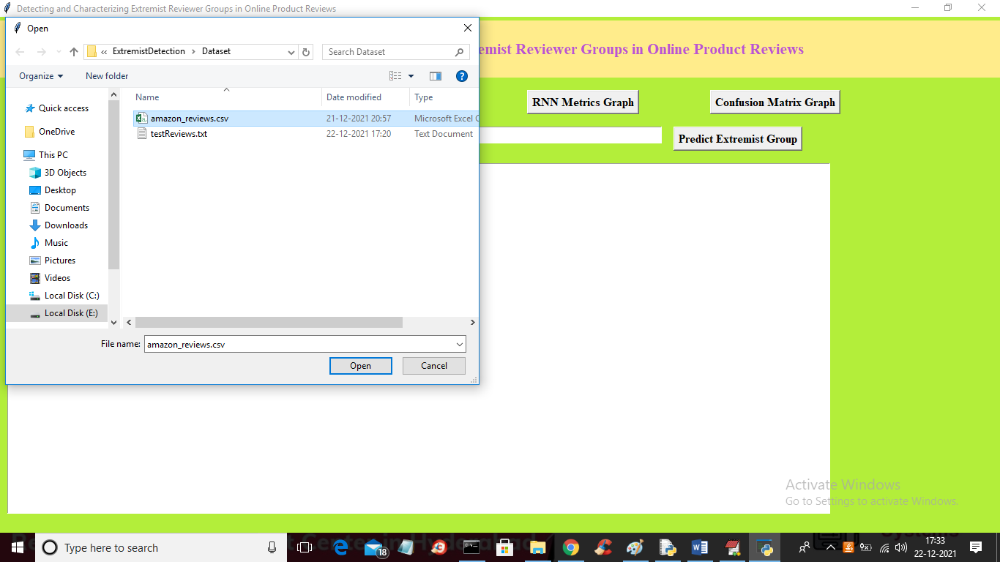 Detecting and Characterizing Extremist Reviewer Groups in Online Product Reviews
Open
« ExtremistDetection › Dataset
Search Dataset
emist Reviewer Groups in Online Product Reviews
Organize
New folder
?
Name
Date modified
Type
Quick access
OneDrive
This PC
3D Objects
Desktop
Documents
Downloads
Music
Pictures
Videos
Local Disk (C:)
Local Disk (E:)
amazon_reviews.csv 21-12-2021 20:57 Microsoft Excel C
testReviews.txt 22-12-2021 17:20 Text Document
RNN Metrics Graph
Confusion Matrix Graph
Predict Extremist Group
File name: amazon_reviews.csv
Open
Cancel
Activate Windows
Go to Settings to activate Windows.
Type here to search
18
17:33
22-12-2021